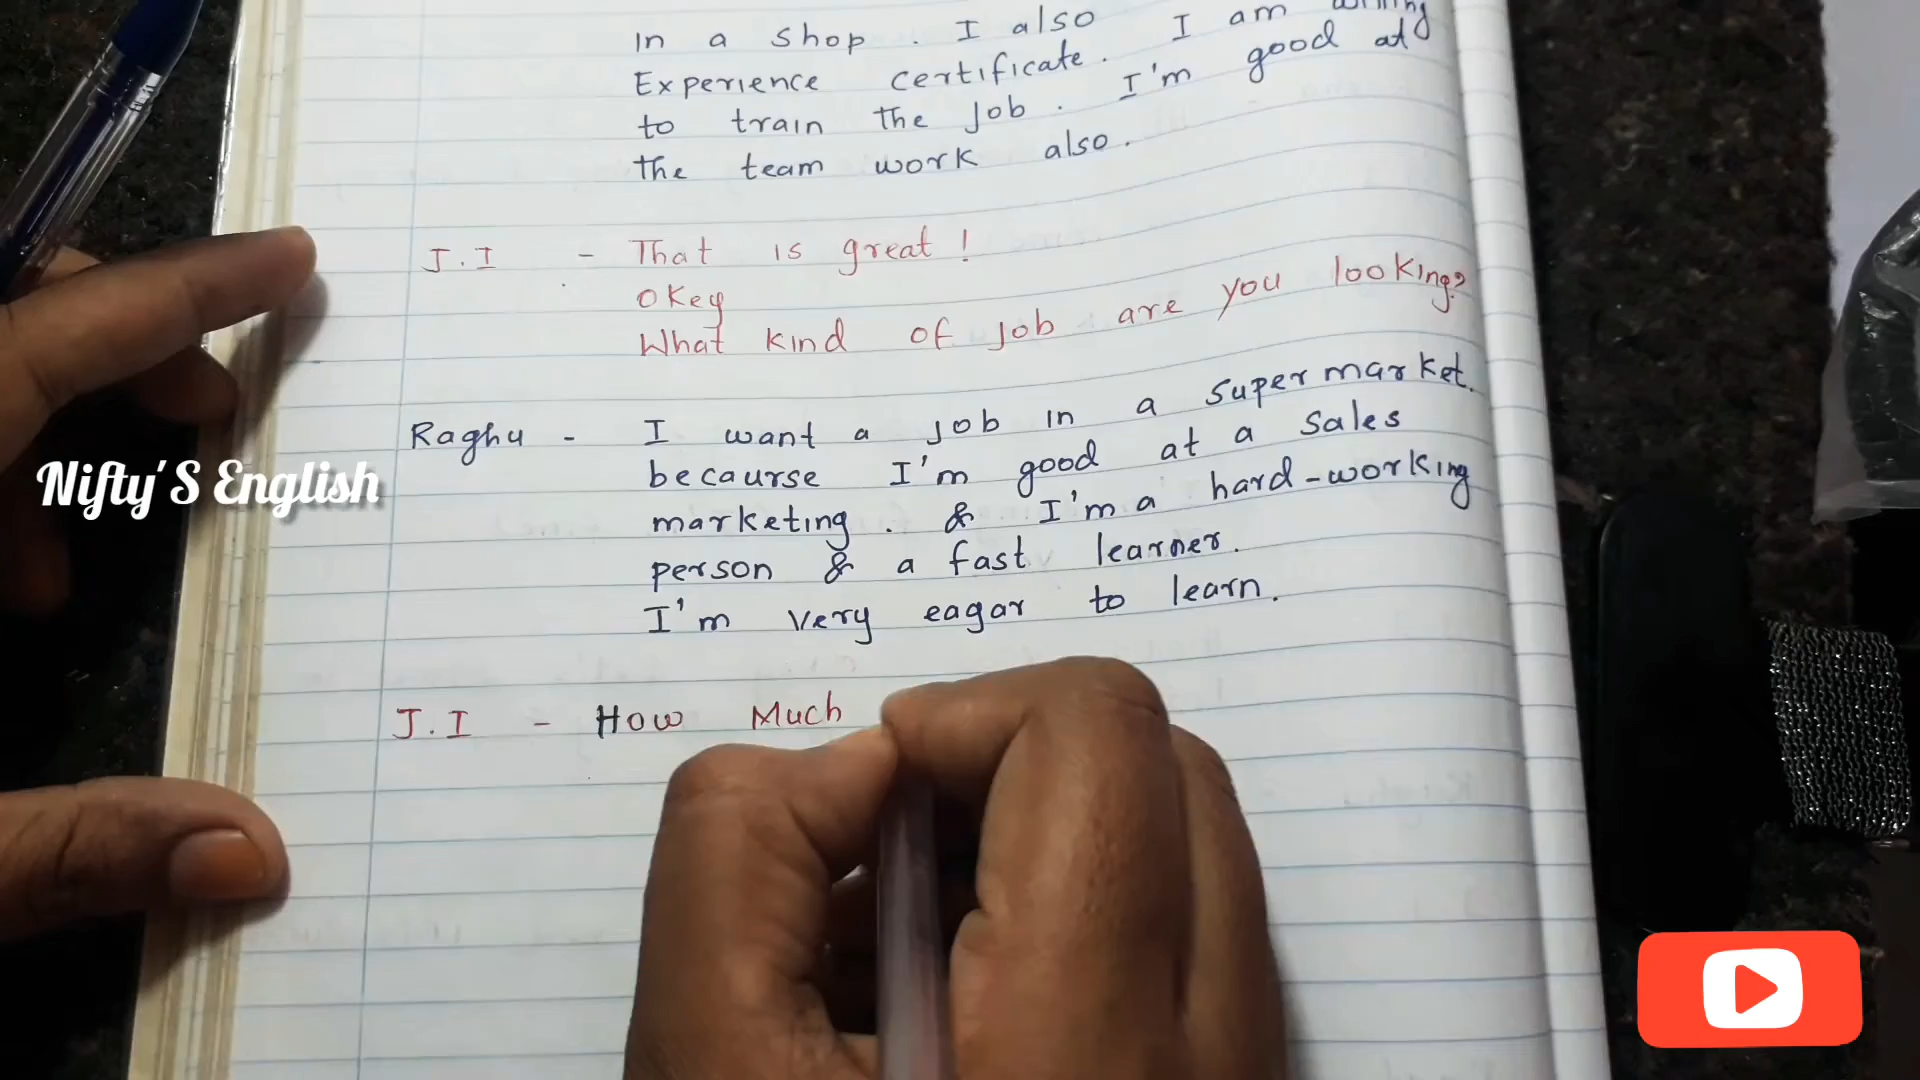 In a shop. I also I am willing
Experience certificate. I'm good at
to train the Job.
the team work also.
J.I - That is great!
Okey
What kind of Job are you looking?
Raghu - I want a job in a supermarket.
becaurse I'm good at a sales
marketing. & I'm a hard-working
person & a fast learner.
I'm very eagar to learn.
Nifty'S English
J.I - How Much